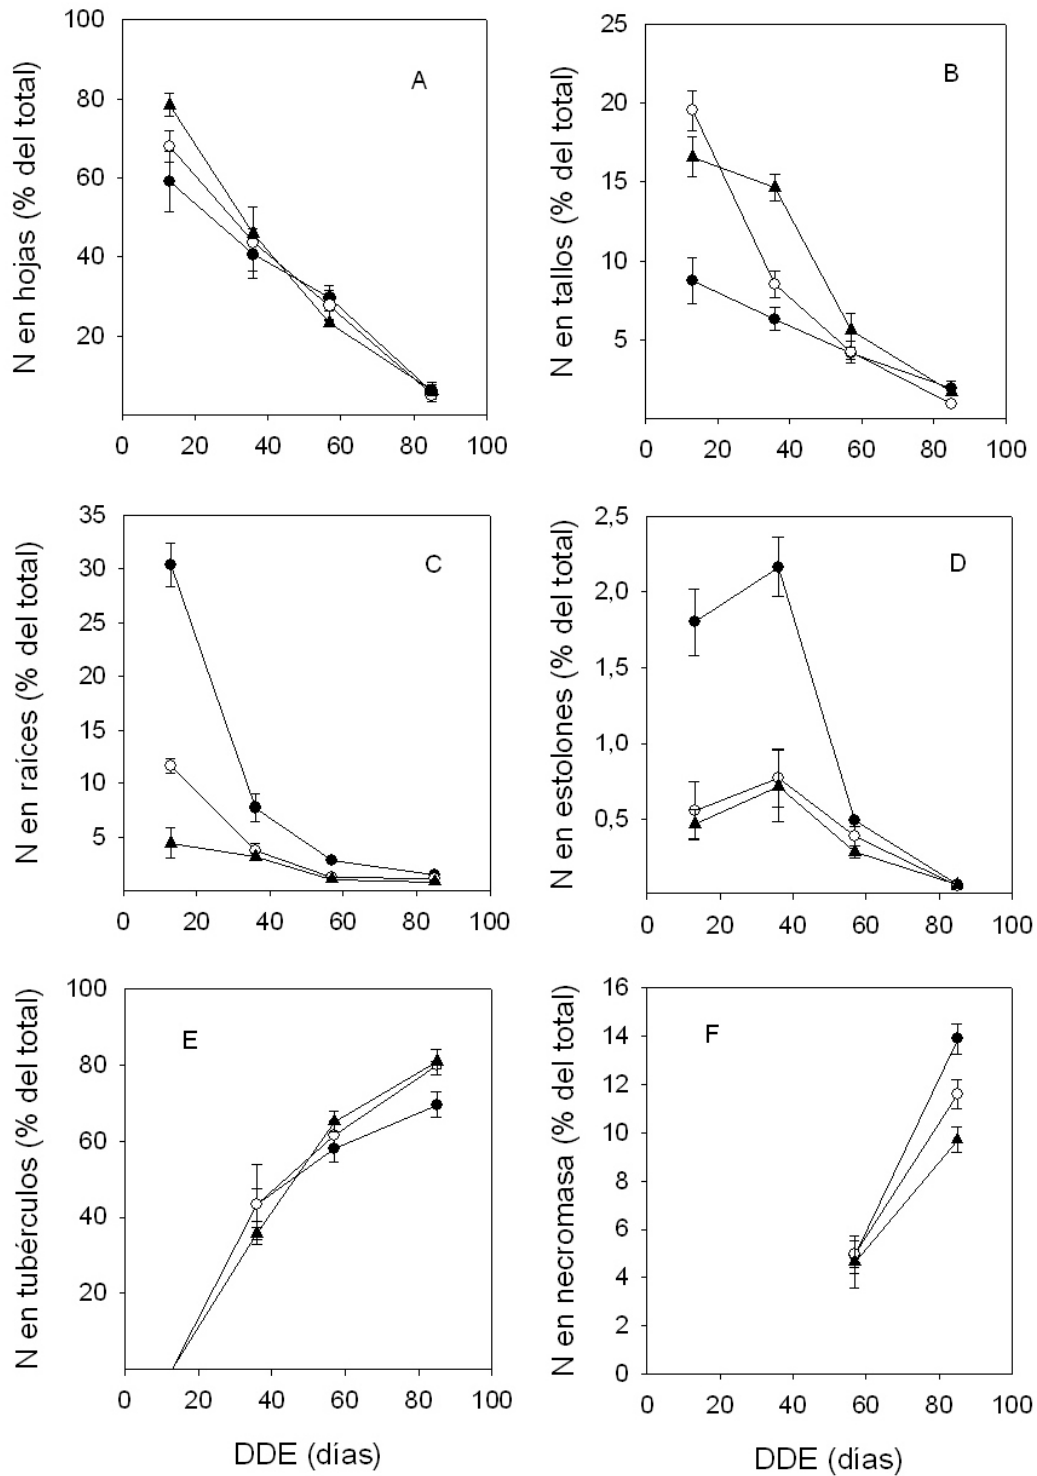 N en hojas (% del total)
100
80
60
40
20
A
0 20 40 60 80 100
N en tallos (% del total)
25
20
15
10
5
B
0 20 40 60 80 100
N en raíces (% del total)
35
30
25
20
15
10
5
C
0 20 40 60 80 100
N en estolones (% del total)
2,5
2,0
1,5
1,0
0,5
D
0 20 40 60 80 100
N en tubérculos (% del total)
100
80
60
40
20
E
0 20 40 60 80 100
DDE (días)
N en necromasa (% del total)
16
14
12
10
8
6
4
2
0
F
0 20 40 60 80 100
DDE (días)